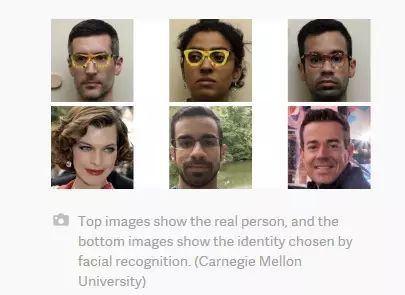 Top images show the real person, and the
bottom images show the identity chosen by
facial recognition. (Carnegie Mellon
University)